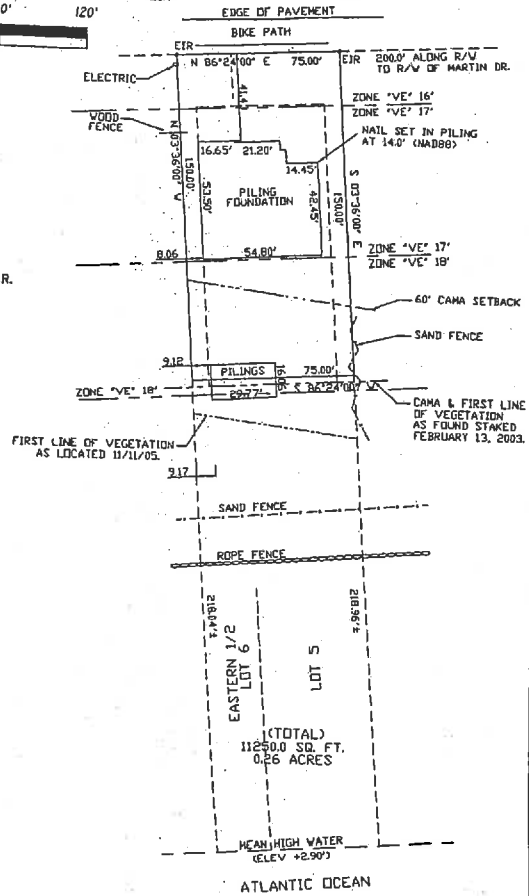 0'
120'
EDGE OF PAVEMENT
BIKE PATH
EIR
N 86°24'00' E 75.00'
EIR
200.0' ALONG R/W
TO R/W OF MARTIN DR.
ELECTRIC
41.45
ZONE "VE" 16'
ZONE "VE" 17'
WOOD
FENCE
NAIL SET IN PILING
AT 14.0' (NAD88)
N 03°36'00' W
150.00'
16.65'
21.20'
14.45'
PILING
FOUNDATION
53.50'
42.45'
S 03°36'00' E
150.00'
54.80'
8.06
ZONE "VE" 17'
ZONE "VE" 18'
R.
60' CAMA SETBACK
SAND FENCE
9.12
PILINGS
16.05
75.00'
ZONE "VE" 18'
29.77'
S 86°24'00' W
CAMA & FIRST LINE
OF VEGETATION
AS FOUND STAKED
FEBRUARY 13, 2003.
FIRST LINE OF VEGETATION
AS LOCATED 11/11/05.
9.17
SAND FENCE
ROPE FENCE
218.04'±
218.96'±
EASTERN 1/2
LOT 6
LOT 5
(TOTAL)
11250.0 SQ. FT.
0.26 ACRES
MEAN HIGH WATER
(ELEV +2.90')
ATLANTIC OCEAN